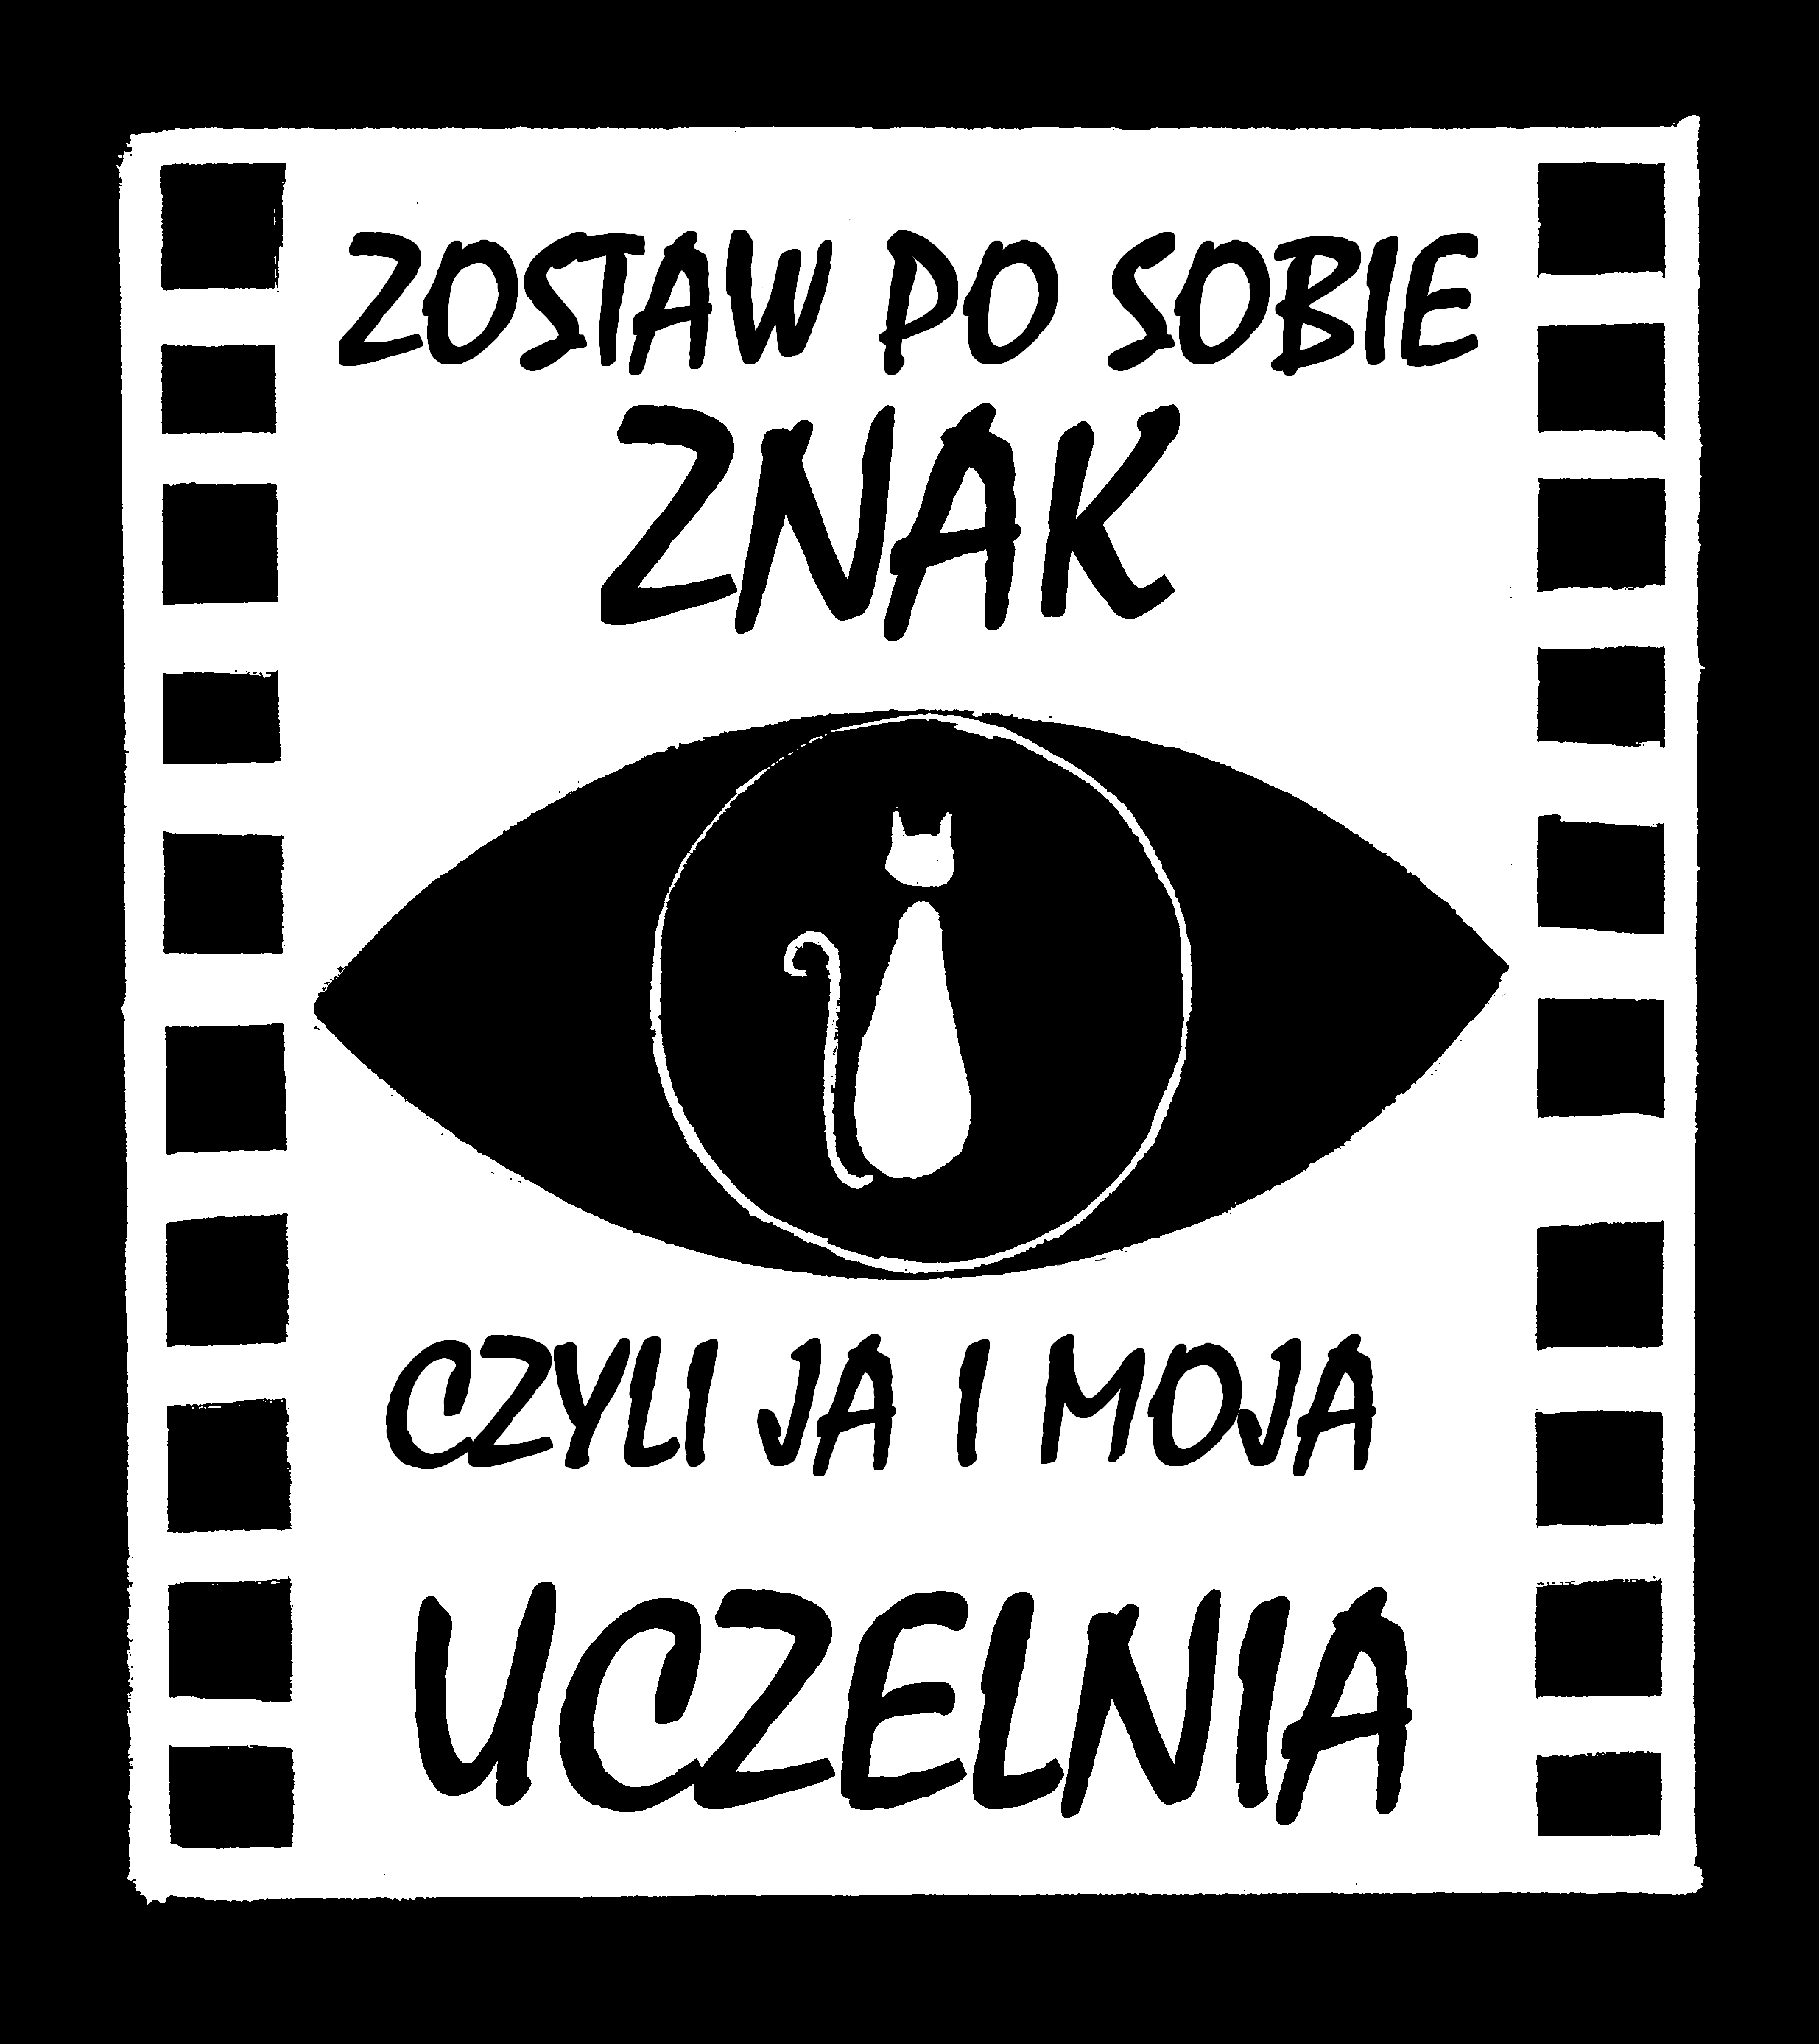 ZOSTAW PO SOBIE
ZNAK
CZYLI JA I MOJA
UCZELNIA